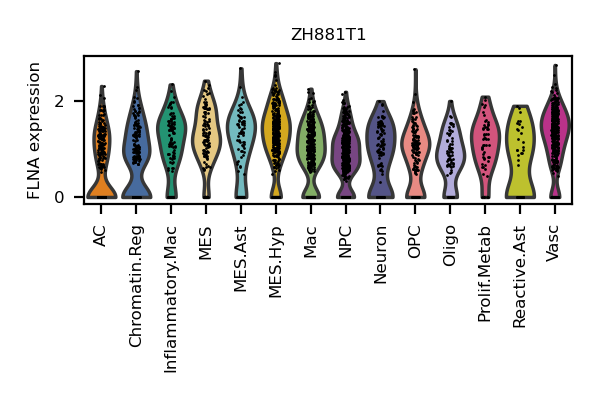 ZH881T1
FLNA expression
2
0
AC
Chromatin.Reg
Inflammatory.Mac
MES
MES.Ast
MES.Hyp
Mac
NPC
Neuron
OPC
Oligo
Prolif.Metab
Reactive.Ast
Vasc